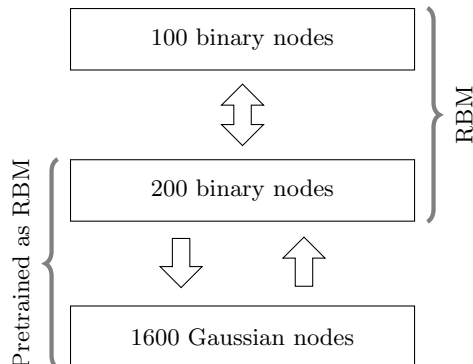 100 binary nodes
RBM
200 binary nodes
Pretrained as RBM
1600 Gaussian nodes